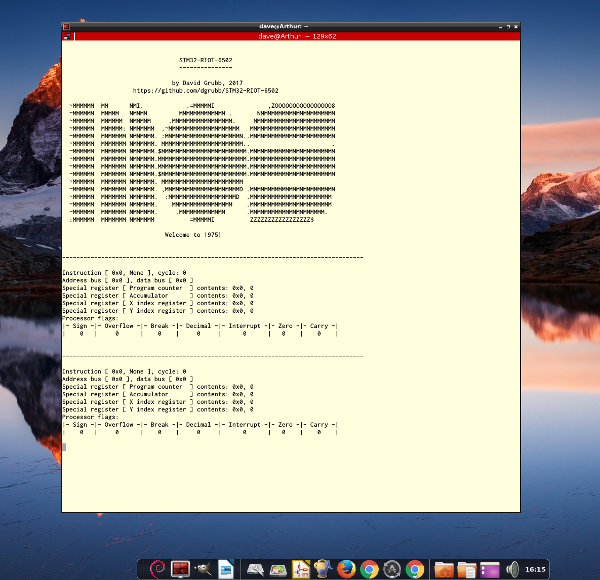 dave@Arthur: ~
dave@Arthur ~ 129x62
STM32-RIOT-6502
---------------
by David Grubb, 2017
https://github.com/dgrubb/STM32-RIOT-6502
Welcome to 1975!
Instruction [ 0x0, None ], cycle: 0
Address bus [ 0x0 ], data bus [ 0x0 ]
Special register [ Program counter  ] contents: 0x0, 0
Special register [ Accumulator      ] contents: 0x0, 0
Special register [ X index register ] contents: 0x0, 0
Special register [ Y index register ] contents: 0x0, 0
Processor flags:
|- Sign -|- Overflow -|- Break -|- Decimal -|- Interrupt -|- Zero -|- Carry -|
|    0   |     0      |    0    |     0     |      0      |    0   |    0    |
Instruction [ 0x0, None ], cycle: 0
Address bus [ 0x0 ], data bus [ 0x0 ]
Special register [ Program counter  ] contents: 0x0, 0
Special register [ Accumulator      ] contents: 0x0, 0
Special register [ X index register ] contents: 0x0, 0
Special register [ Y index register ] contents: 0x0, 0
Processor flags:
|- Sign -|- Overflow -|- Break -|- Decimal -|- Interrupt -|- Zero -|- Carry -|
|    0   |     0      |    0    |     0     |      0      |    0   |    0    |
16:15